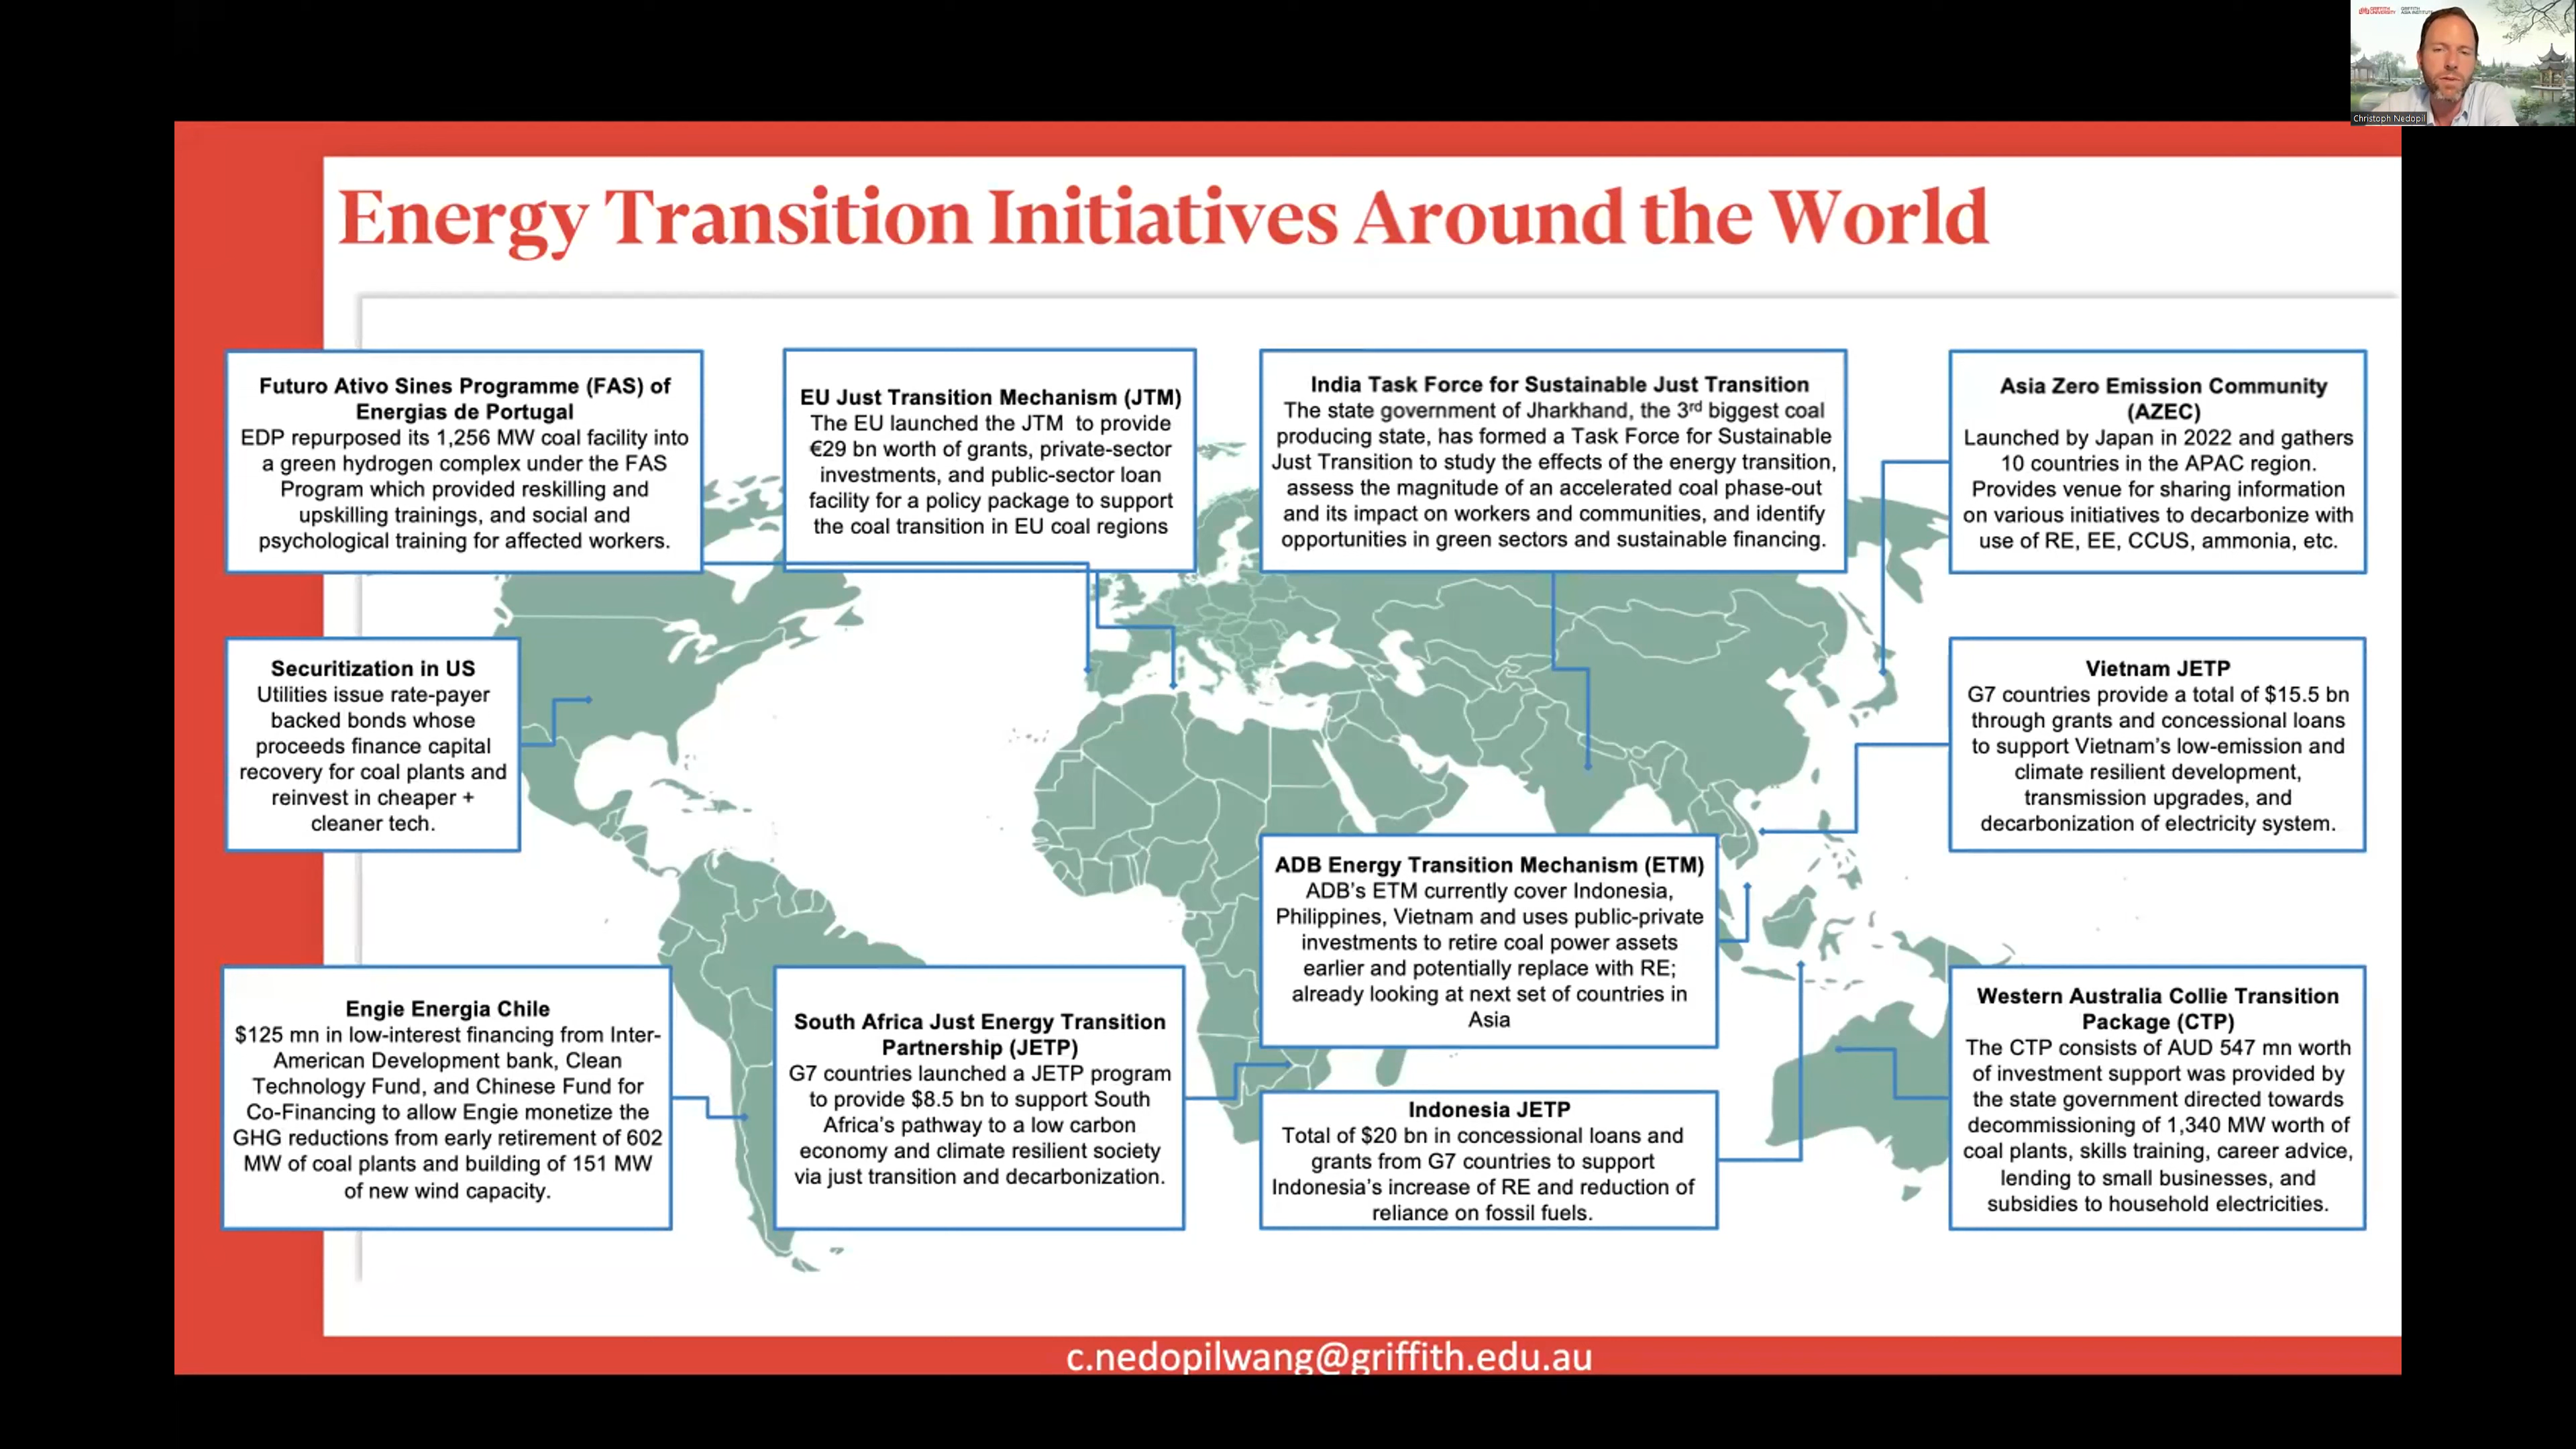 GRIFFITH UNIVERSITY
GRIFFITH ASIA INSTITUTE
Christoph Nedopil
Energy Transition Initiatives Around the World
Futuro Ativo Sines Programme (FAS) of
Energias de Portugal
EDP repurposed its 1,256 MW coal facility into
a green hydrogen complex under the FAS
Program which provided reskilling and
upskilling trainings, and social and
psychological training for affected workers.
EU Just Transition Mechanism (JTM)
The EU launched the JTM to provide
€29 bn worth of grants, private-sector
investments, and public-sector loan
facility for a policy package to support
the coal transition in EU coal regions
India Task Force for Sustainable Just Transition
The state government of Jharkhand, the 3rd biggest coal
producing state, has formed a Task Force for Sustainable
Just Transition to study the effects of the energy transition,
assess the magnitude of an accelerated coal phase-out
and its impact on workers and communities, and identify
opportunities in green sectors and sustainable financing.
Asia Zero Emission Community
(AZEC)
Launched by Japan in 2022 and gathers
10 countries in the APAC region.
Provides venue for sharing information
on various initiatives to decarbonize with
use of RE, EE, CCUS, ammonia, etc.
Securitization in US
Utilities issue rate-payer
backed bonds whose
proceeds finance capital
recovery for coal plants and
reinvest in cheaper +
cleaner tech.
Vietnam JETP
G7 countries provide a total of $15.5 bn
through grants and concessional loans
to support Vietnam's low-emission and
climate resilient development,
transmission upgrades, and
decarbonization of electricity system.
ADB Energy Transition Mechanism (ETM)
ADB's ETM currently cover Indonesia,
Philippines, Vietnam and uses public-private
investments to retire coal power assets
earlier and potentially replace with RE;
already looking at next set of countries in
Asia
Engie Energia Chile
$125 mn in low-interest financing from Inter-
American Development bank, Clean
Technology Fund, and Chinese Fund for
Co-Financing to allow Engie monetize the
GHG reductions from early retirement of 602
MW of coal plants and building of 151 MW
of new wind capacity.
South Africa Just Energy Transition
Partnership (JETP)
G7 countries launched a JETP program
to provide $8.5 bn to support South
Africa's pathway to a low carbon
economy and climate resilient society
via just transition and decarbonization.
Indonesia JETP
Total of $20 bn in concessional loans and
grants from G7 countries to support
Indonesia's increase of RE and reduction of
reliance on fossil fuels.
Western Australia Collie Transition
Package (CTP)
The CTP consists of AUD 547 mn worth
of investment support was provided by
the state government directed towards
decommissioning of 1,340 MW worth of
coal plants, skills training, career advice,
lending to small businesses, and
subsidies to household electricities.
c.nedopilwang@griffith.edu.au